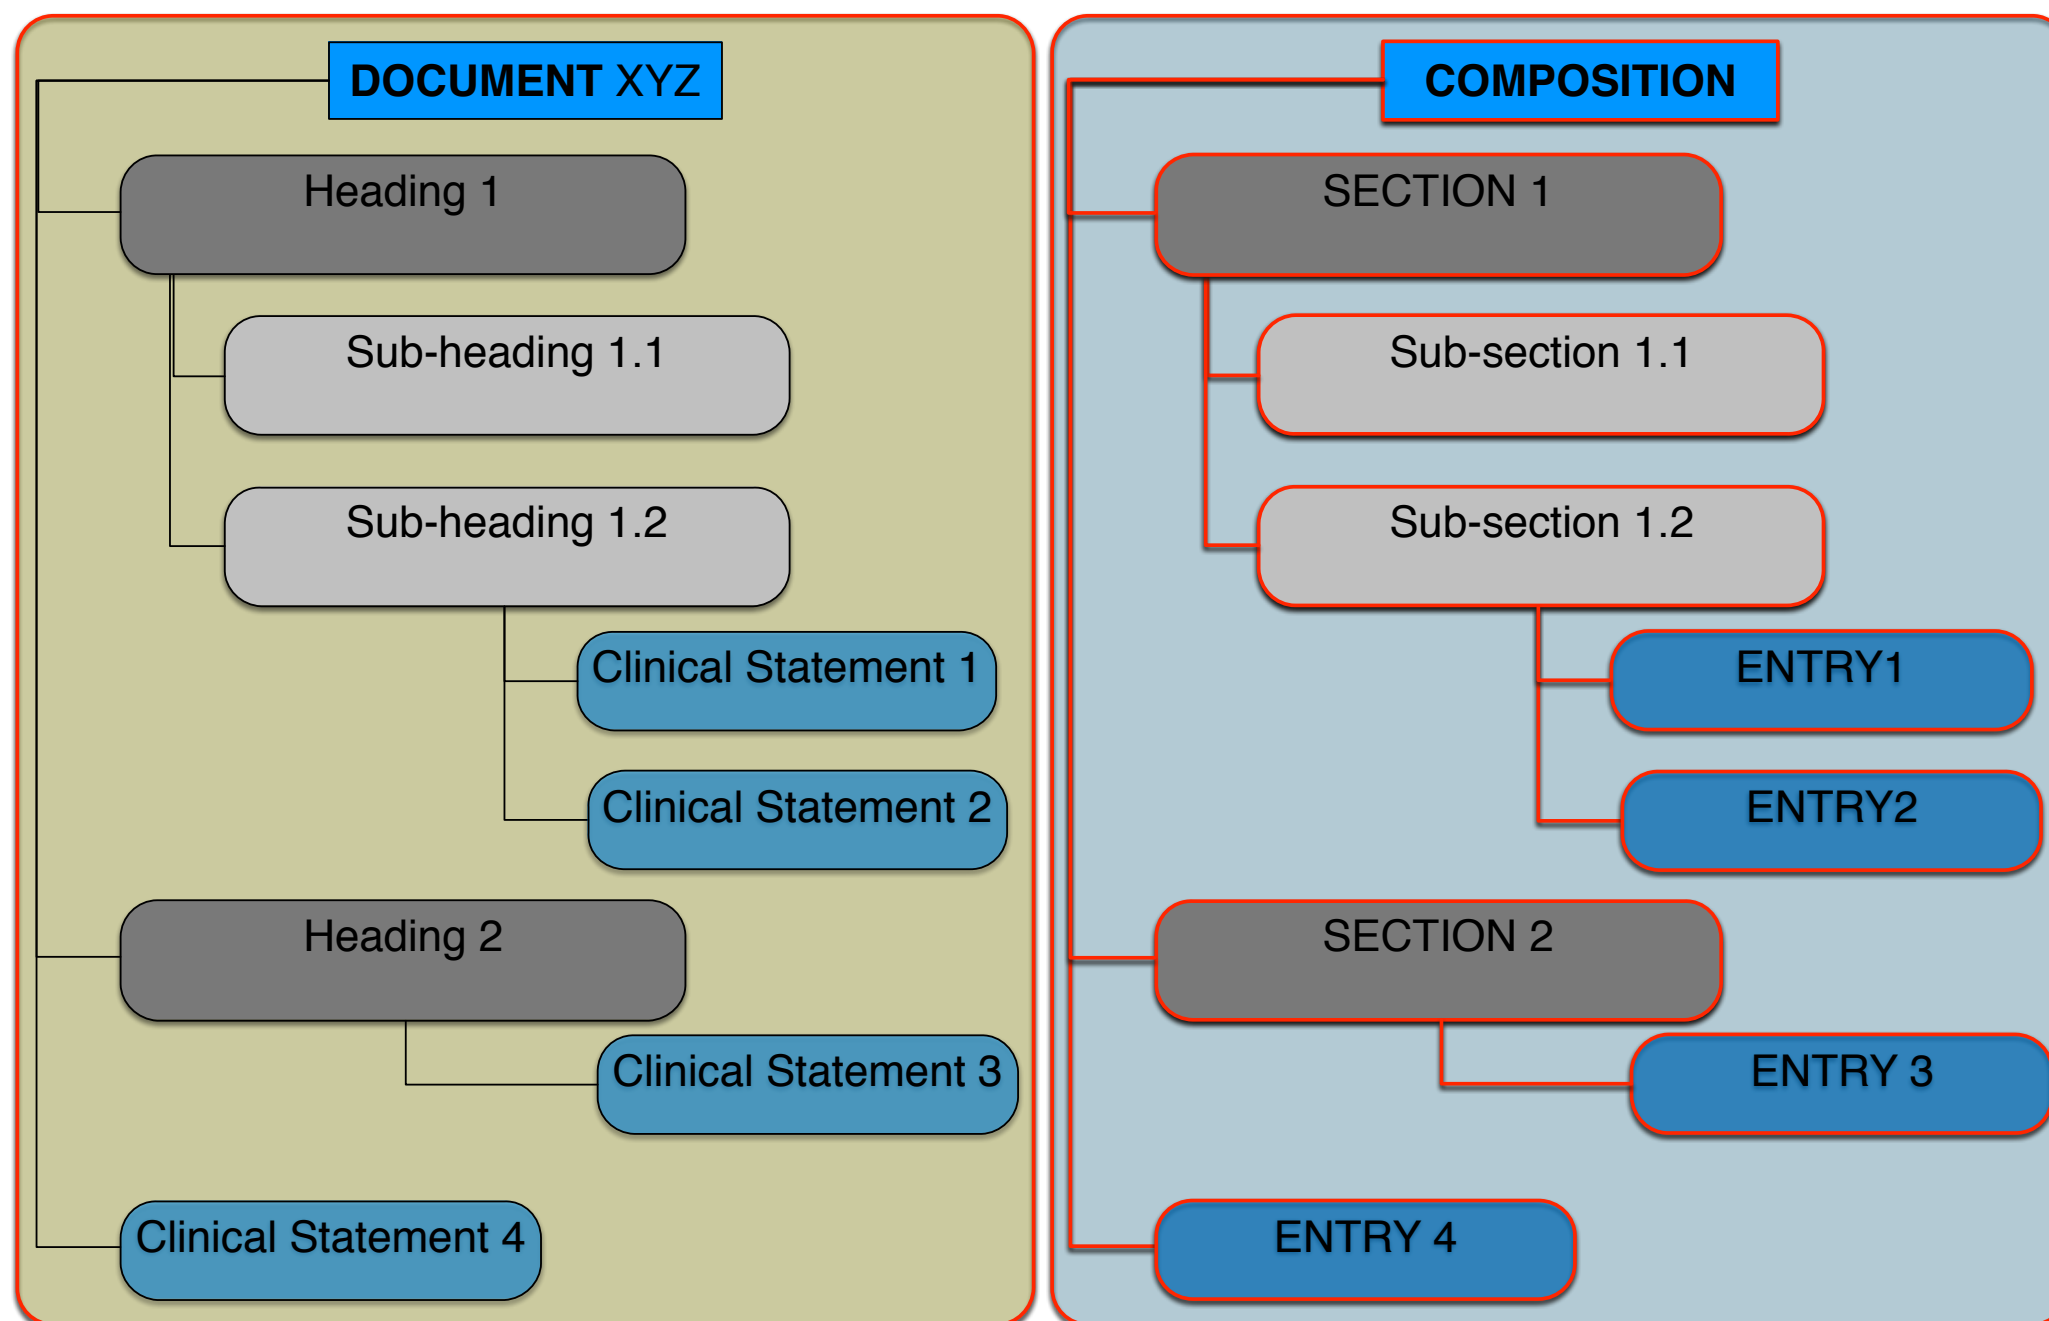 DOCUMENT XYZ
Heading 1
Sub-heading 1.1
Sub-heading 1.2
Clinical Statement 1
Clinical Statement 2
Heading 2
Clinical Statement 3
Clinical Statement 4
COMPOSITION
SECTION 1
Sub-section 1.1
Sub-section 1.2
ENTRY1
ENTRY2
SECTION 2
ENTRY 3
ENTRY 4